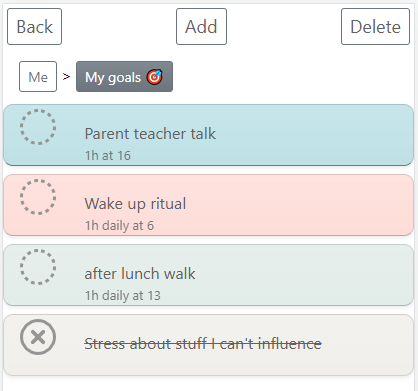 Back Add Delete
Me > My goals 🎯
Parent teacher talk
1h at 16
Wake up ritual
1h daily at 6
after lunch walk
1h daily at 13
Stress about stuff I can't influence